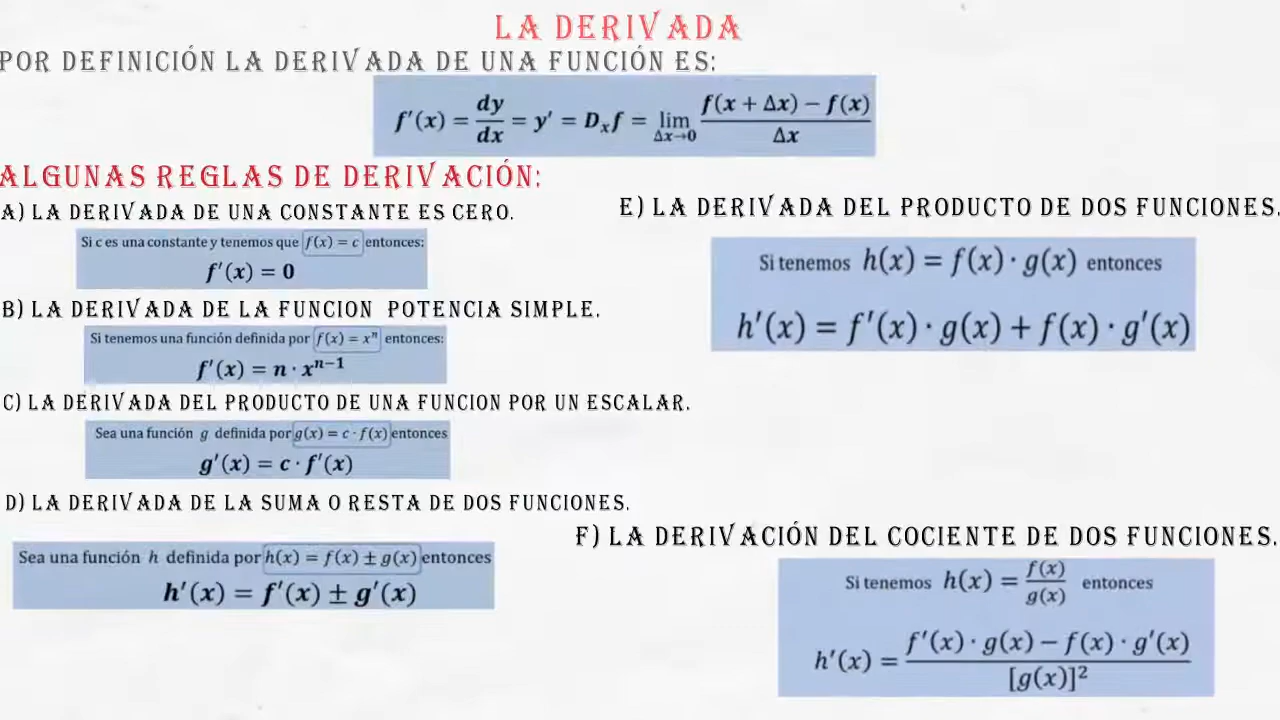 LA DERIVADA
POR DEFINICIÓN LA DERIVADA DE UNA FUNCIÓN ES:
f'(x) = dy/dx = y' = Dₓf = lim Δx→0 f(x + Δx) − f(x) / Δx
ALGUNAS REGLAS DE DERIVACIÓN:
A) LA DERIVADA DE UNA CONSTANTE ES CERO.
Si c es una constante y tenemos que f(x) = c entonces:
f'(x) = 0
B) LA DERIVADA DE LA FUNCION POTENCIA SIMPLE.
Si tenemos una función definida por f(x) = xⁿ entonces:
f'(x) = n · xⁿ⁻¹
C) LA DERIVADA DEL PRODUCTO DE UNA FUNCION POR UN ESCALAR.
Sea una función g definida por g(x) = c · f(x) entonces
g'(x) = c · f'(x)
D) LA DERIVADA DE LA SUMA O RESTA DE DOS FUNCIONES.
Sea una función h definida por h(x) = f(x) ± g(x) entonces
h'(x) = f'(x) ± g'(x)
E) LA DERIVADA DEL PRODUCTO DE DOS FUNCIONES.
Si tenemos h(x) = f(x) · g(x) entonces
h'(x) = f'(x) · g(x) + f(x) · g'(x)
F) LA DERIVACIÓN DEL COCIENTE DE DOS FUNCIONES.
Si tenemos h(x) = f(x)/g(x) entonces
h'(x) = f'(x) · g(x) − f(x) · g'(x) / [g(x)]²